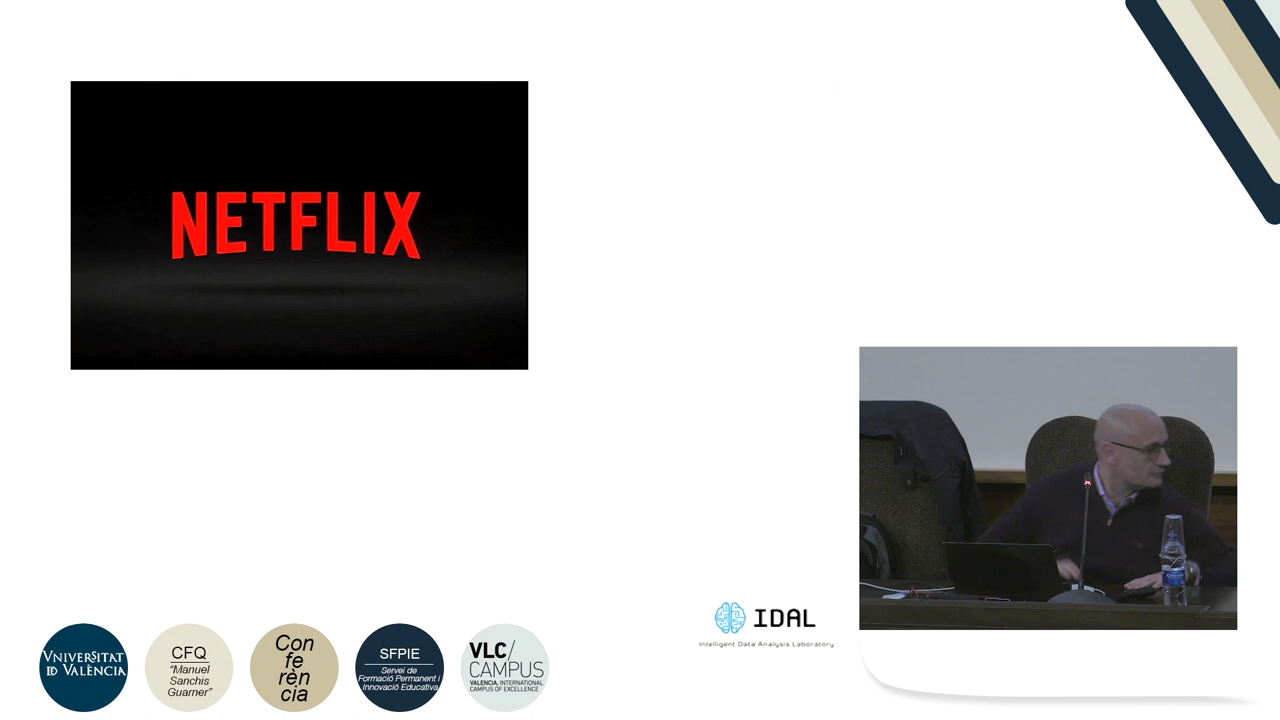 NETFLIX
IDAL
Intelligent Data Analysis Laboratory
VNIVERSITAT
ID VALÈNCIA
CFQ
"Manuel
Sanchis
Guarner"
Con
fe
rèn
cia
SFPIE
Servei de
Formació Permanent i
Innovació Educativa
VLC/
CAMPUS
VALENCIA, INTERNATIONAL
CAMPUS OF EXCELLENCE